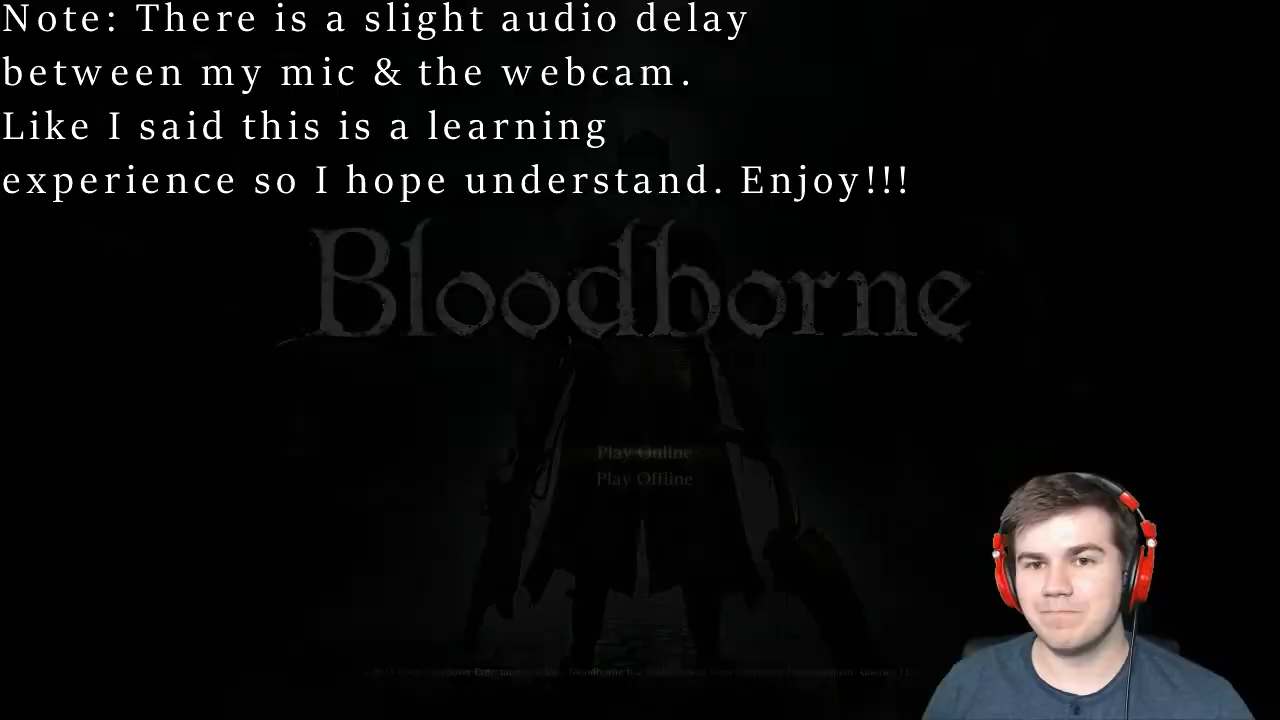 Note: There is a slight audio delay
between my mic & the webcam.
Like I said this is a learning
experience so I hope understand. Enjoy!!!
Bloodborne
Play Online
Play Offline